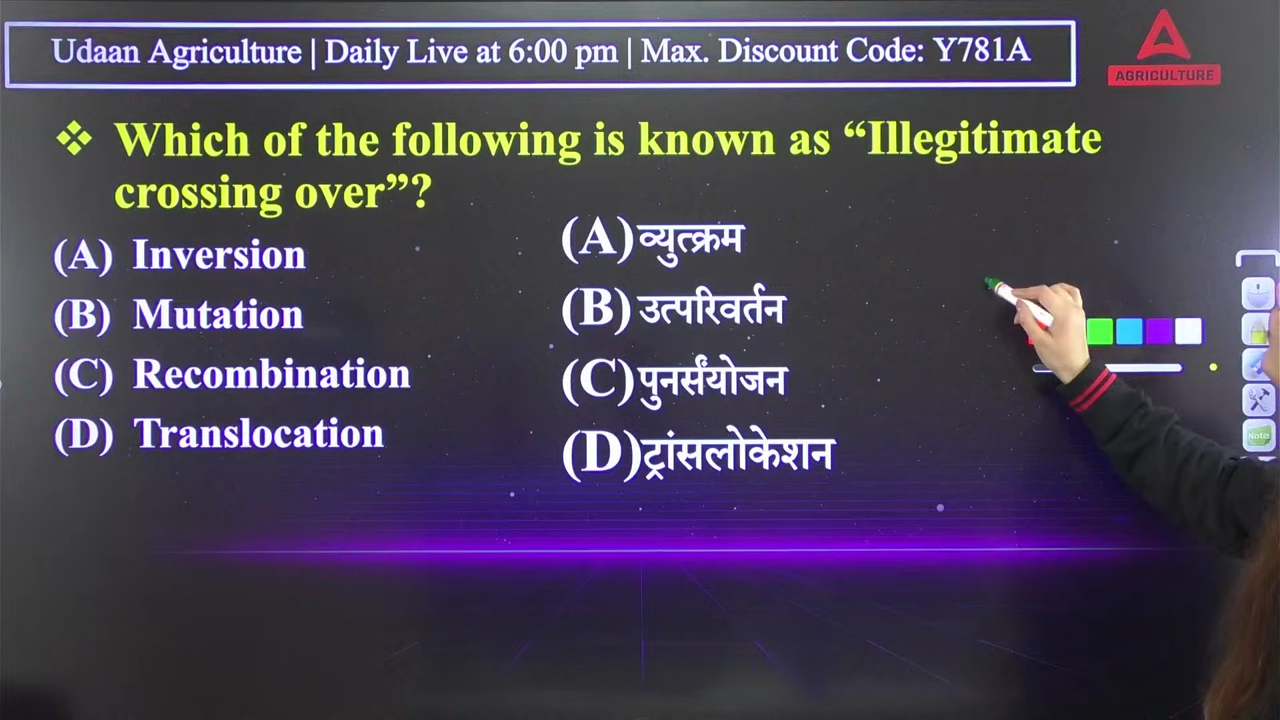 Udaan Agriculture | Daily Live at 6:00 pm | Max. Discount Code: Y781A
AGRICULTURE
❖ Which of the following is known as “Illegitimate
crossing over”?
(A) Inversion
(B) Mutation
(C) Recombination
(D) Translocation
(A) व्युत्क्रम
(B) उत्परिवर्तन
(C) पुनर्संयोजन
(D) ट्रांसलोकेशन
Note